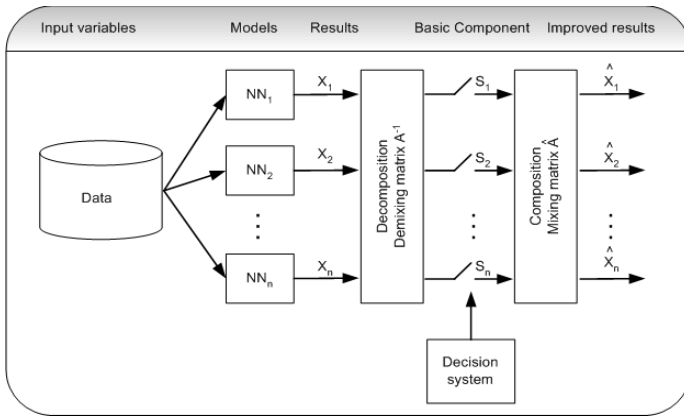 Input variables Models Results Basic Component Improved results
Data
NN₁
NN₂
⋮
NNₙ
X₁
X₂
Xₙ
Decomposition
Demixing matrix A⁻¹
S₁
S₂
⋮
Sₙ
Composition
Mixing matrix Â
X̂₁
X̂₂
⋮
X̂ₙ
Decision
system